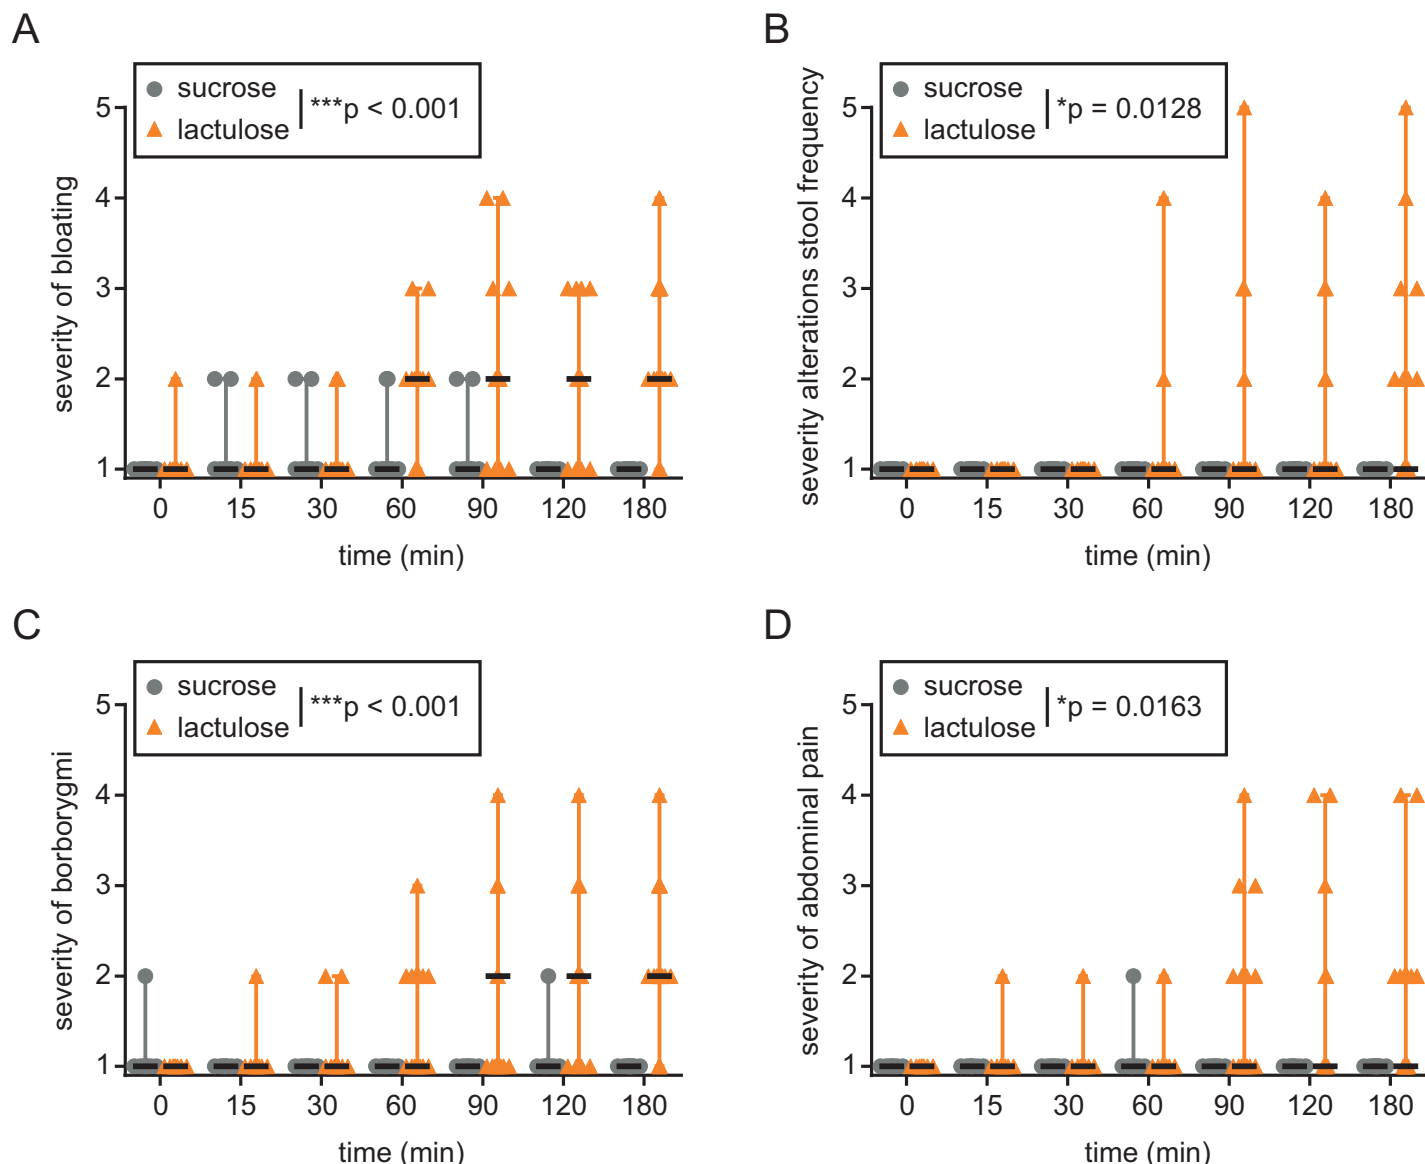 A
sucrose
lactulose
***p < 0.001
severity of bloating
5
4
3
2
1
0 15 30 60 90 120 180
time (min)
B
sucrose
lactulose
*p = 0.0128
severity alterations stool frequency
5
4
3
2
1
0 15 30 60 90 120 180
time (min)
C
sucrose
lactulose
***p < 0.001
severity of borborygmi
5
4
3
2
1
0 15 30 60 90 120 180
time (min)
D
sucrose
lactulose
*p = 0.0163
severity of abdominal pain
5
4
3
2
1
0 15 30 60 90 120 180
time (min)